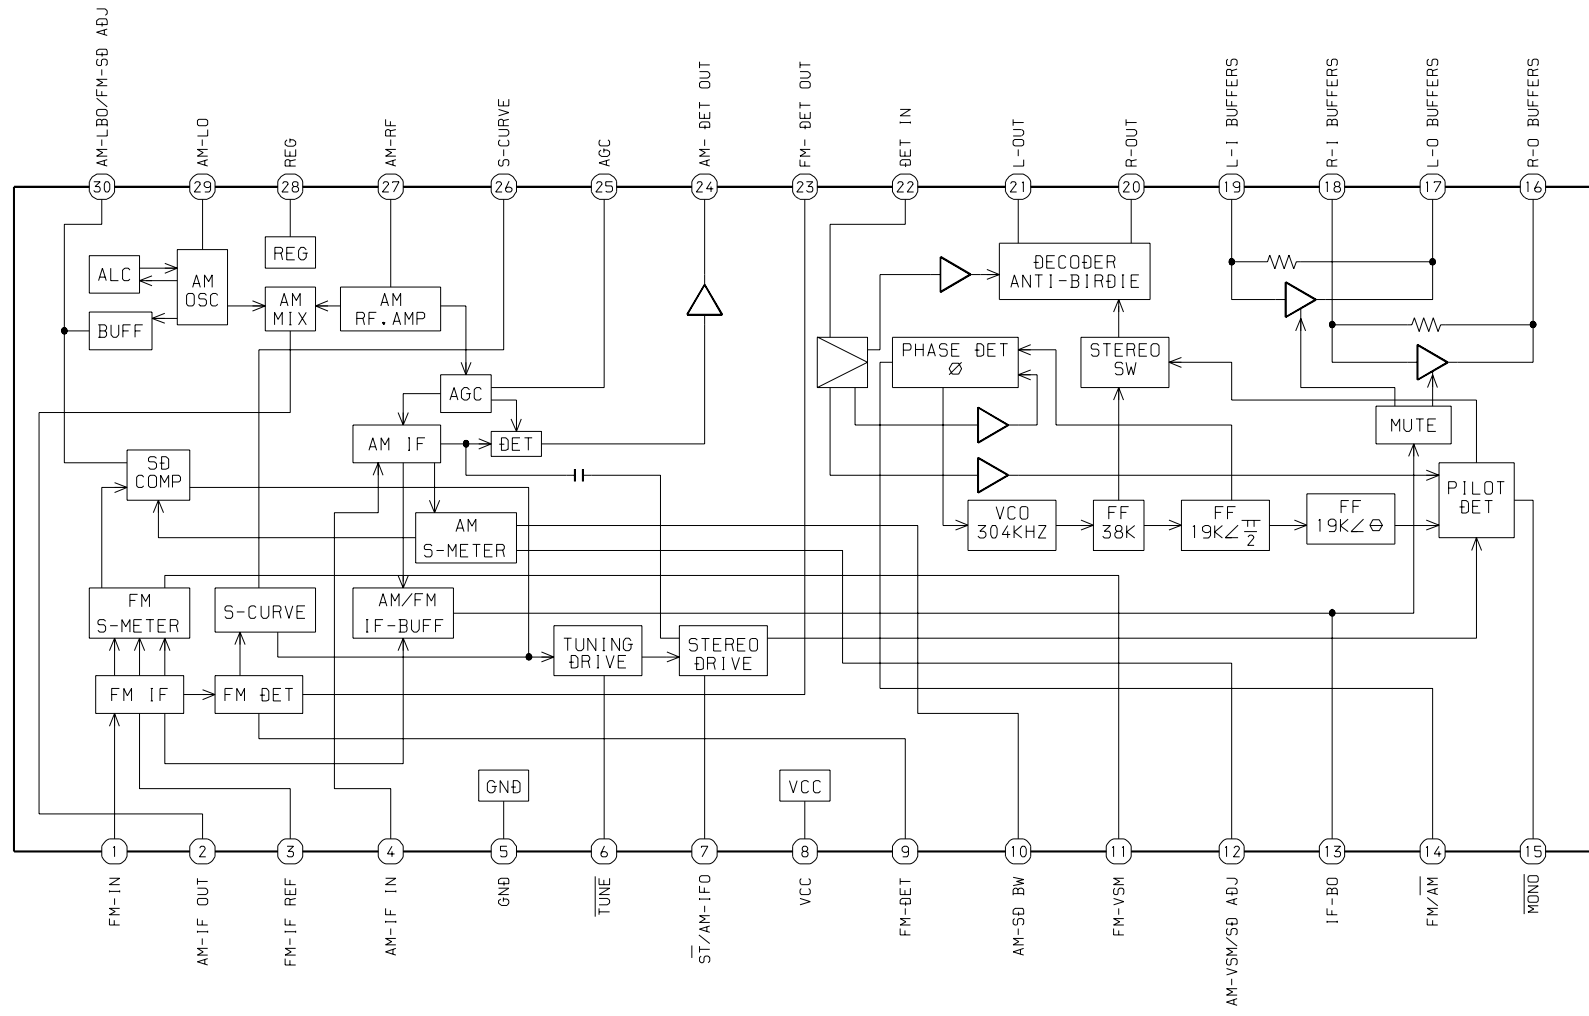 AM-LBO/FM-SD ADJ
AM-LO
REG
AM-RF
S-CURVE
AGC
AM- DET OUT
FM- DET OUT
DET IN
L-OUT
R-OUT
L-I BUFFERS
R-I BUFFERS
L-O BUFFERS
R-O BUFFERS
30
29
28
27
26
25
24
23
22
21
20
19
18
17
16
REG
ALC
AM
OSC
BUFF
AM
MIX
AM
RF.AMP
AGC
AM IF
DET
SD
COMP
AM
S-METER
FM
S-METER
S-CURVE
AM/FM
IF-BUFF
FM IF
FM DET
TUNING
DRIVE
STEREO
DRIVE
GND
VCC
DECODER
ANTI-BIRDIE
PHASE DET
Ø
STEREO
SW
MUTE
PILOT
DET
VCO
304KHZ
FF
38K
FF
19K∠π/2
FF
19K∠Θ
1
2
3
4
5
6
7
8
9
10
11
12
13
14
15
FM-IN
AM-IF OUT
FM-IF REF
AM-IF IN
GND
TUNE
ST/AM-IFO
VCC
FM-DET
AM-SD BW
FM-VSM
AM-VSM/SD ADJ
IF-BO
FM/AM
MONO